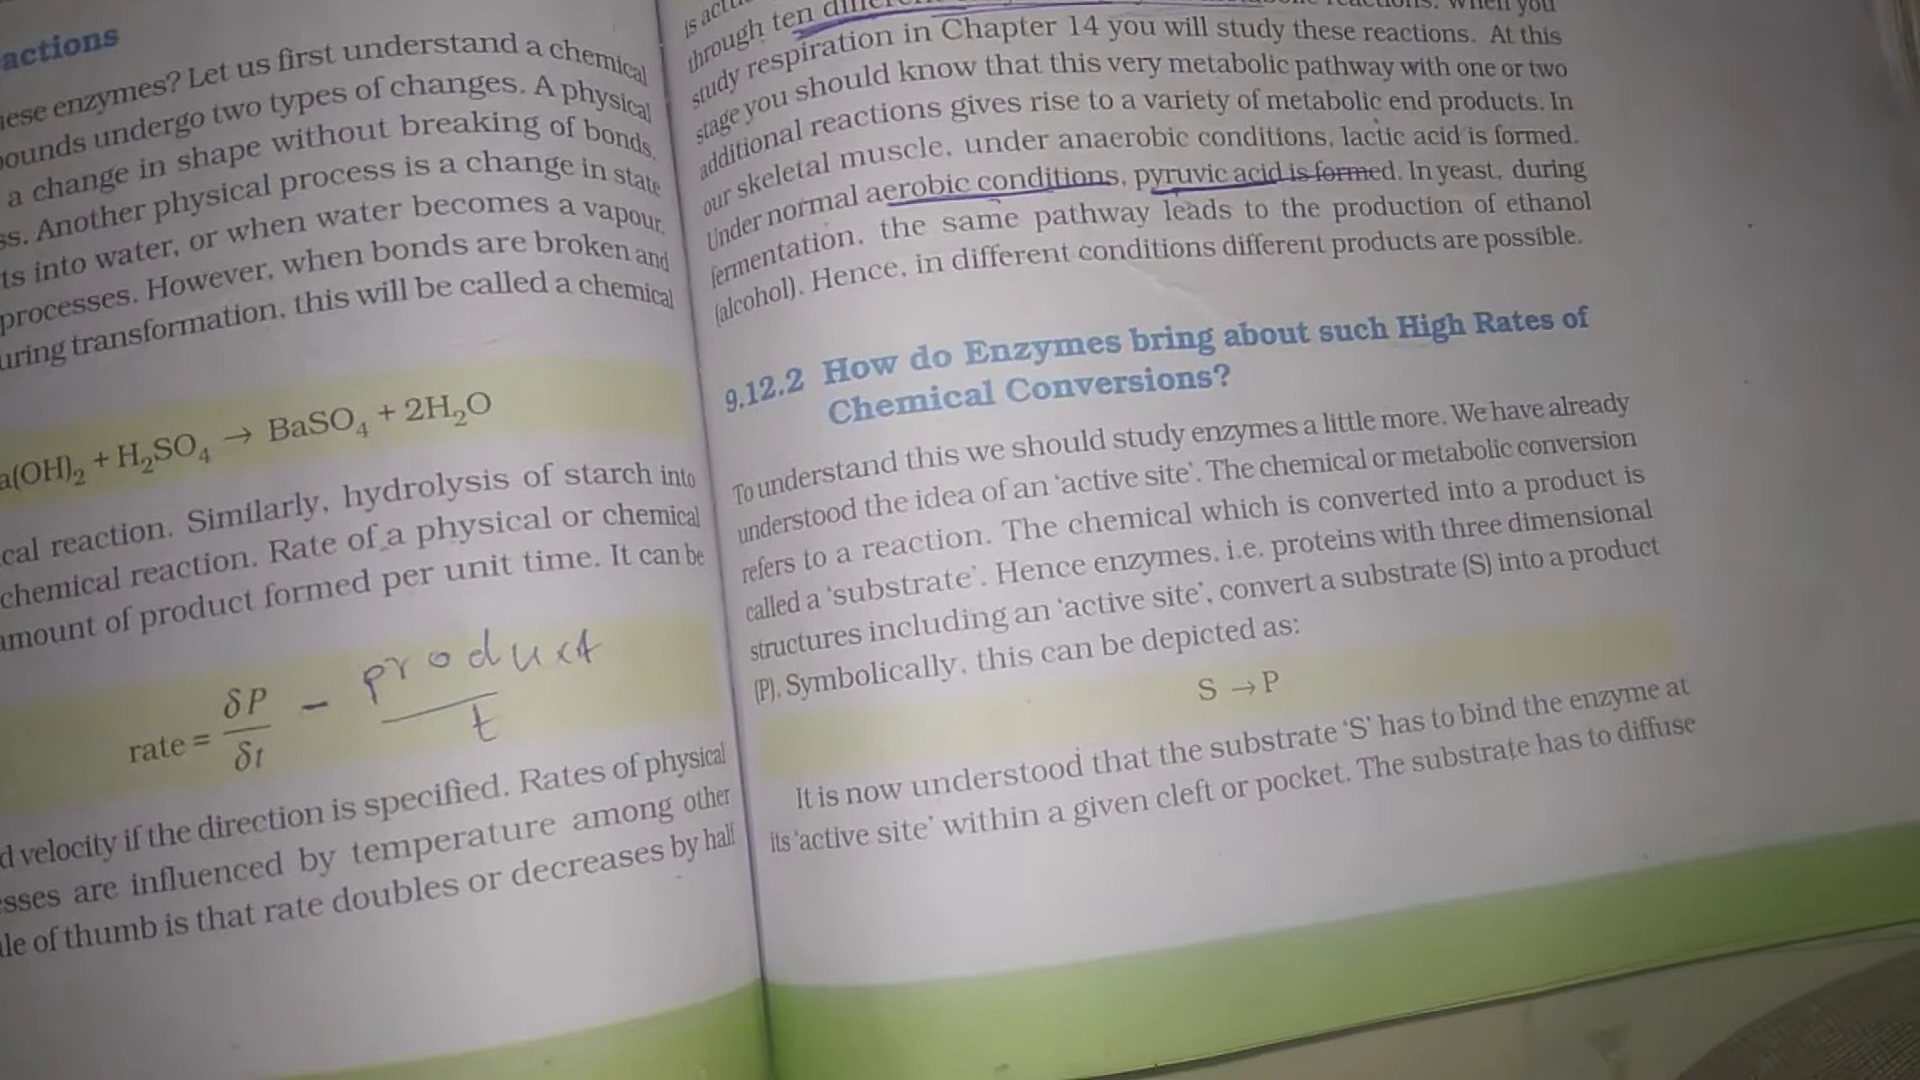 actions
ese enzymes? Let us first understand a chemical
ounds undergo two types of changes. A physical
a change in shape without breaking of bonds.
ss. Another physical process is a change in state
ts into water, or when water becomes a vapour.
processes. However, when bonds are broken and
uring transformation, this will be called a chemical
a(OH)₂ + H₂SO₄ → BaSO₄ + 2H₂O
cal reaction. Similarly, hydrolysis of starch into
chemical reaction. Rate of a physical or chemical
amount of product formed per unit time. It can be
rate = δP/δt - product/t
d velocity if the direction is specified. Rates of physical
esses are influenced by temperature among other
le of thumb is that rate doubles or decreases by half
is
through ten
study respiration in Chapter 14 you will study these reactions. At this
stage you should know that this very metabolic pathway with one or two
additional reactions gives rise to a variety of metabolic end products. In
our skeletal muscle, under anaerobic conditions, lactic acid is formed.
Under normal aerobic conditions, pyruvic acid is formed. In yeast, during
fermentation, the same pathway leads to the production of ethanol
(alcohol). Hence, in different conditions different products are possible.
9.12.2 How do Enzymes bring about such High Rates of
Chemical Conversions?
To understand this we should study enzymes a little more. We have already
understood the idea of an 'active site'. The chemical or metabolic conversion
refers to a reaction. The chemical which is converted into a product is
called a 'substrate'. Hence enzymes, i.e. proteins with three dimensional
structures including an 'active site', convert a substrate (S) into a product
(P). Symbolically, this can be depicted as:
S → P
It is now understood that the substrate 'S' has to bind the enzyme at
its 'active site' within a given cleft or pocket. The substrate has to diffuse